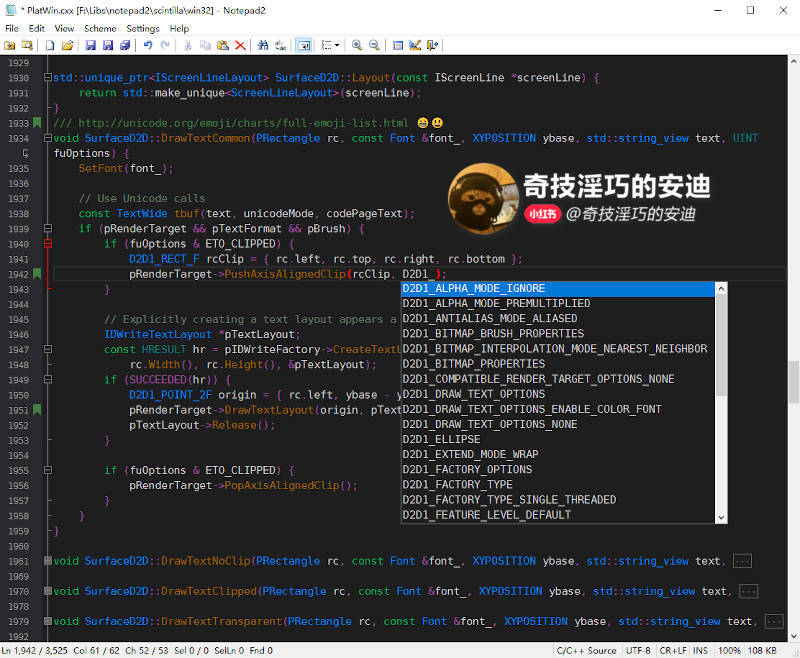 * PlatWin.cxx [F:\Libs\notepad2\scintilla\win32] - Notepad2
File Edit View Scheme Settings Help
1929
1930 std::unique_ptr<IScreenLineLayout> SurfaceD2D::Layout(const IScreenLine *screenLine) {
1931 return std::make_unique<ScreenLineLayout>(screenLine);
1932 }
1933 /// http://unicode.org/emoji/charts/full-emoji-list.html 😄😃
1934 void SurfaceD2D::DrawTextCommon(PRectangle rc, const Font &font_, XYPOSITION ybase, std::string_view text, UINT
fuOptions) {
1935 SetFont(font_);
1936
1937 // Use Unicode calls
1938 const TextWide tbuf(text, unicodeMode, codePageText);
1939 if (pRenderTarget && pTextFormat && pBrush) {
1940 if (fuOptions & ETO_CLIPPED) {
1941 D2D1_RECT_F rcClip = { rc.left, rc.top, rc.right, rc.bottom };
1942 pRenderTarget->PushAxisAlignedClip(rcClip, D2D1_);
1943 }
1944
1945 // Explicitly creating a text layout appears a
1946 IDWriteTextLayout *pTextLayout;
1947 const HRESULT hr = pIDWriteFactory->CreateTextL
1948 rc.Width(), rc.Height(), &pTextLayout);
1949 if (SUCCEEDED(hr)) {
1950 D2D1_POINT_2F origin = { rc.left, ybase - y
1951 pRenderTarget->DrawTextLayout(origin, pText
1952 pTextLayout->Release();
1953 }
1954
1955 if (fuOptions & ETO_CLIPPED) {
1956 pRenderTarget->PopAxisAlignedClip();
1957 }
1958 }
1959 }
1960
1961 void SurfaceD2D::DrawTextNoClip(PRectangle rc, const Font &font_, XYPOSITION ybase, std::string_view text, ...
1969
1970 void SurfaceD2D::DrawTextClipped(PRectangle rc, const Font &font_, XYPOSITION ybase, std::string_view text, ...
1978
1979 void SurfaceD2D::DrawTextTransparent(PRectangle rc, const Font &font_, XYPOSITION ybase, std::string_view text, ...
1992
奇技淫巧的安迪
小红书 @奇技淫巧的安迪
D2D1_ALPHA_MODE_IGNORE
D2D1_ALPHA_MODE_PREMULTIPLIED
D2D1_ANTIALIAS_MODE_ALIASED
D2D1_BITMAP_BRUSH_PROPERTIES
D2D1_BITMAP_INTERPOLATION_MODE_NEAREST_NEIGHBOR
D2D1_BITMAP_PROPERTIES
D2D1_COMPATIBLE_RENDER_TARGET_OPTIONS_NONE
D2D1_DRAW_TEXT_OPTIONS
D2D1_DRAW_TEXT_OPTIONS_ENABLE_COLOR_FONT
D2D1_DRAW_TEXT_OPTIONS_NONE
D2D1_ELLIPSE
D2D1_EXTEND_MODE_WRAP
D2D1_FACTORY_OPTIONS
D2D1_FACTORY_TYPE
D2D1_FACTORY_TYPE_SINGLE_THREADED
D2D1_FEATURE_LEVEL_DEFAULT
Ln 1,942 / 3,525 Col 61 / 62 Ch 52 / 53 Sel 0 / 0 SelLn 0 Fnd 0 C/C++ Source UTF-8 CR+LF INS 100% 108 KB